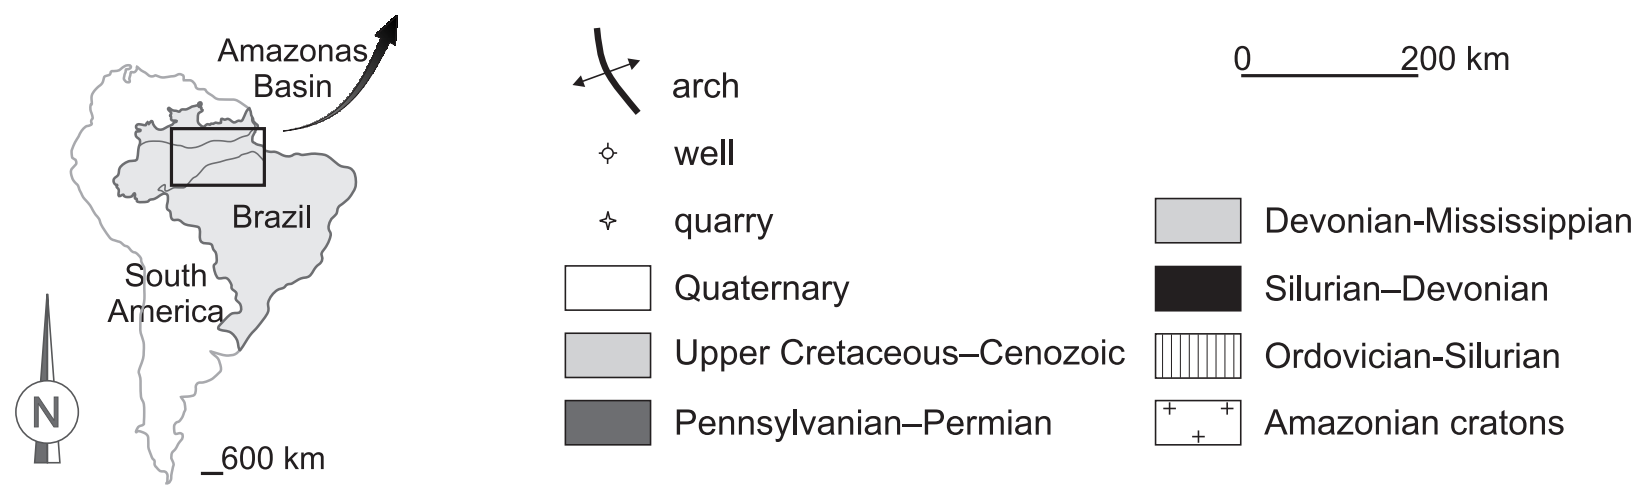 Amazonas
Basin
Brazil
South
America
N
600 km
arch
well
quarry
Quaternary
Upper Cretaceous–Cenozoic
Pennsylvanian–Permian
0 200 km
Devonian-Mississippian
Silurian–Devonian
Ordovician-Silurian
Amazonian cratons